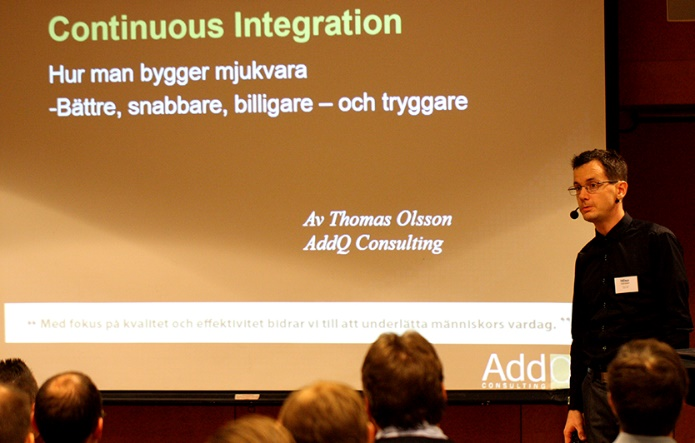 Continuous Integration
Hur man bygger mjukvara
-Bättre, snabbare, billigare – och tryggare
Av Thomas Olsson
AddQ Consulting
" Med fokus på kvalitet och effektivitet bidrar vi till att underlätta människors vardag. "
AddQ
CONSULTING